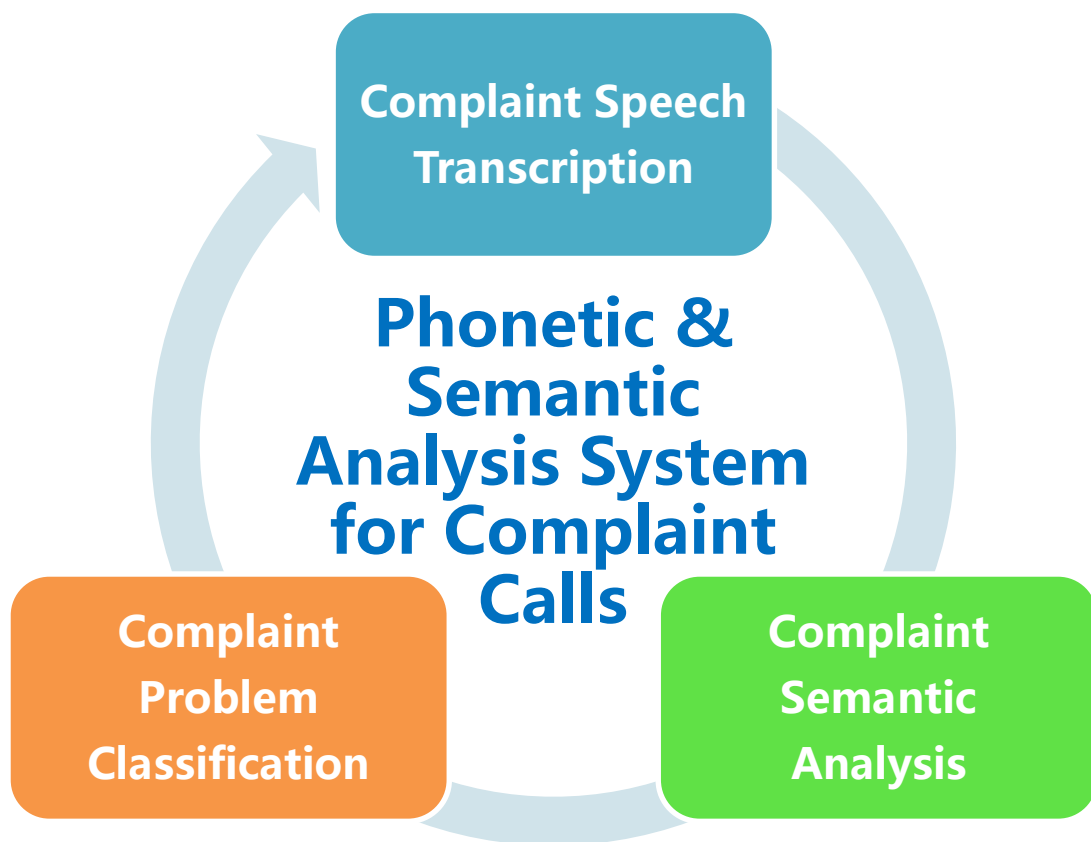 Complaint Speech
Transcription
Phonetic &
Semantic
Analysis System
for Complaint
Calls
Complaint
Problem
Classification
Complaint
Semantic
Analysis